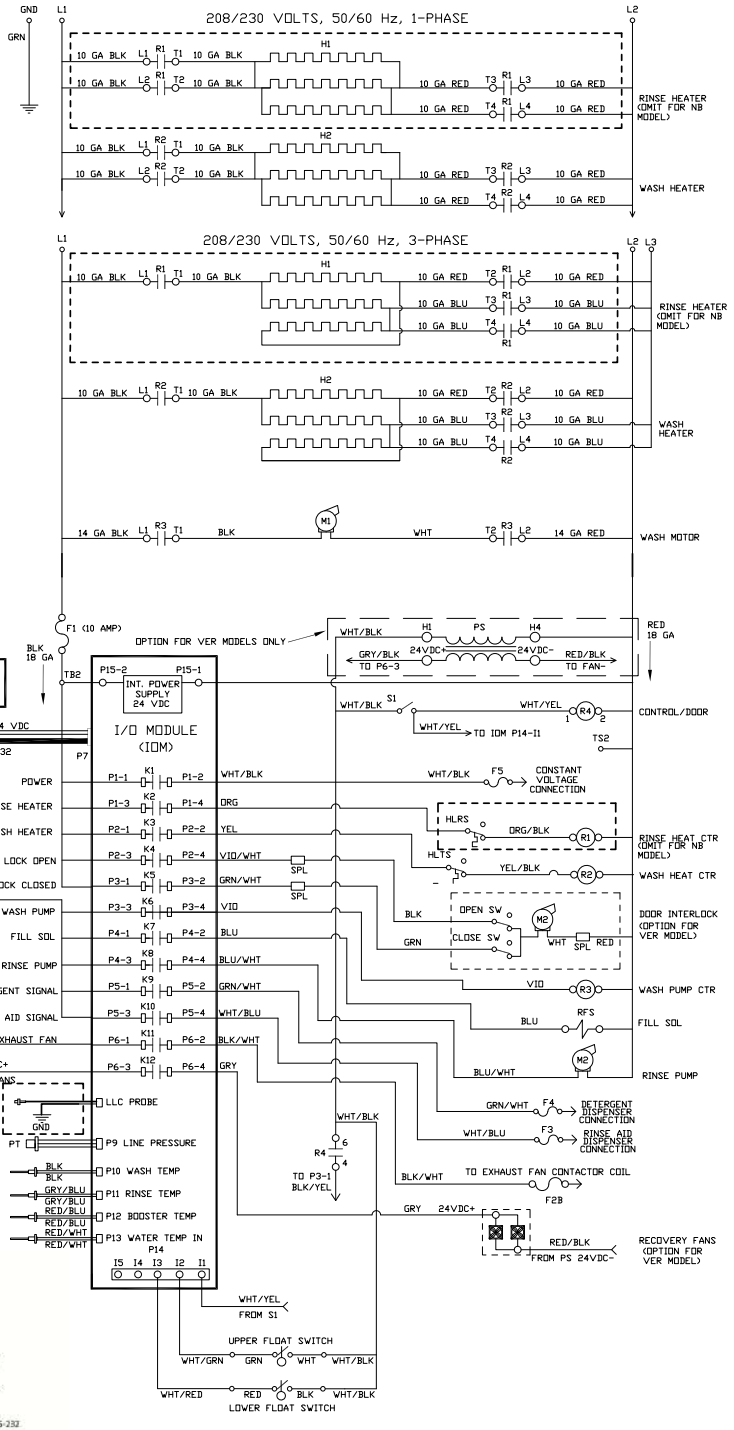 GND L1 208/230 VOLTS, 50/60 Hz, 1-PHASE L2
GRN
H1
10 GA BLK L1 R1 T1 10 GA BLK
10 GA BLK L2 R1 T2 10 GA BLK 10 GA RED T3 R1 L3 10 GA RED
10 GA RED T4 R1 L4 10 GA RED
RINSE HEATER
(OMIT FOR NB
MODEL)
H2
10 GA BLK L1 R2 T1 10 GA BLK
10 GA BLK L2 R2 T2 10 GA BLK 10 GA RED T3 R2 L3 10 GA RED
10 GA RED T4 R2 L4 10 GA RED
WASH HEATER
L1 208/230 VOLTS, 50/60 Hz, 3-PHASE L2 L3
H1
10 GA BLK L1 R1 T1 10 GA BLK 10 GA RED T2 R1 L2 10 GA RED
10 GA BLU T3 R1 L3 10 GA BLU
10 GA BLU T4 R1 L4 10 GA BLU
RINSE HEATER
(OMIT FOR NB
MODEL)
H2
10 GA BLK L1 R2 T1 10 GA BLK 10 GA RED T2 R2 L2 10 GA RED
10 GA BLU T3 R2 L3 10 GA BLU
10 GA BLU T4 R2 L4 10 GA BLU
WASH
HEATER
M1
14 GA BLK L1 R3 T1 BLK WHT T2 R3 L2 14 GA RED WASH MOTOR
F1 (10 AMP)
BLK
18 GA
OPTION FOR VER MODELS ONLY
WHT/BLK H1 PS H4
RED
18 GA
GRY/BLK 24VDC+ 24VDC- RED/BLK
TO P6-3 TO FAN-
TB2 P15-2 P15-1
INT. POWER
SUPPLY
24 VDC
WHT/BLK S1 WHT/YEL 1 R4 2 CONTROL/DOOR
WHT/YEL TO IOM P14-I1
TS2
I/O MODULE
(IOM)
4 VDC
32 P7
POWER P1-1 K1 P1-2 WHT/BLK WHT/BLK F5 CONSTANT
VOLTAGE
CONNECTION
SE HEATER P1-3 K2 P1-4 ORG
HLRS ORG/BLK R1 RINSE HEAT CTR
(OMIT FOR NB
MODEL)
SH HEATER P2-1 K3 P2-2 YEL
HLTS YEL/BLK R2 WASH HEAT CTR
LOCK OPEN P2-3 K4 P2-4 VIO/WHT SPL
OCK CLOSED P3-1 K5 P3-2 GRN/WHT SPL
WASH PUMP P3-3 K6 P3-4 VIO
BLK OPEN SW M2 DOOR INTERLOCK
(OPTION FOR
VER MODEL)
GRN CLOSE SW WHT SPL RED
FILL SOL P4-1 K7 P4-2 BLU
RINSE PUMP P4-3 K8 P4-4 BLU/WHT
GENT SIGNAL P5-1 K9 P5-2 GRN/WHT
VIO R3 WASH PUMP CTR
AID SIGNAL P5-3 K10 P5-4 WHT/BLU
BLU RFS FILL SOL
XHAUST FAN P6-1 K11 P6-2 BLK/WHT
C+ P6-3 K12 P6-4 GRY
ANS
BLU/WHT M2 RINSE PUMP
LLC PROBE
GND
GRN/WHT F4 DETERGENT
DISPENSER
CONNECTION
WHT/BLK
WHT/BLU F3 RINSE AID
DISPENSER
CONNECTION
PT P9 LINE PRESSURE
6
R4
4
TO P3-1
BLK/YEL
BLK P10 WASH TEMP
BLK
BLK/WHT TO EXHAUST FAN CONTACTOR COIL
F2B
GRY/BLU P11 RINSE TEMP
GRY/BLU
RED/BLU P12 BOOSTER TEMP
RED/BLU
RED/WHT P13 WATER TEMP IN
RED/WHT
GRY 24VDC+
RED/BLK
FROM PS 24VDC-
RECOVERY FANS
(OPTION FOR
VER MODEL)
P14
I5 I4 I3 I2 I1
WHT/YEL
FROM S1
UPPER FLOAT SWITCH
WHT/GRN GRN WHT WHT/BLK
WHT/RED RED BLK WHT/BLK
LOWER FLOAT SWITCH